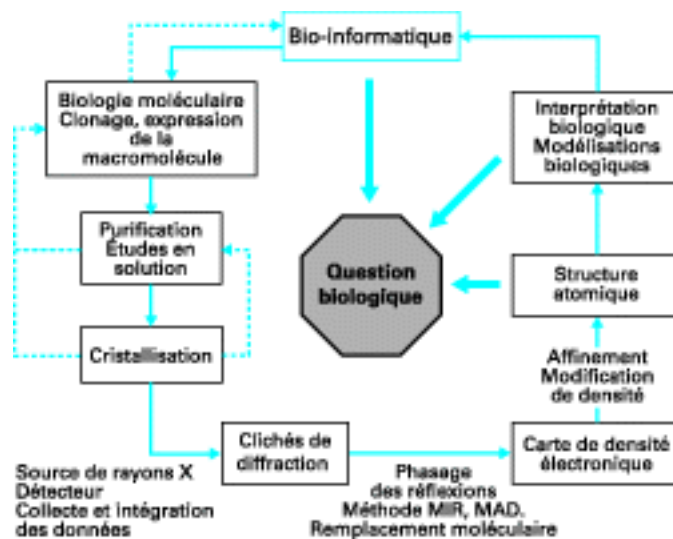 Bio-informatique
Biologie moléculaire
Clonage, expression
de la
macromolécule
Interprétation
biologique
Modélisations
biologiques
Purification
Études en
solution
Question
biologique
Structure
atomique
Cristallisation
Affinement
Modification
de densité
Clichés de
diffraction
Carte de densité
électronique
Source de rayons X
Détecteur
Collecte et intégration
des données
Phasage
des réflexions
Méthode MIR, MAD.
Remplacement moléculaire